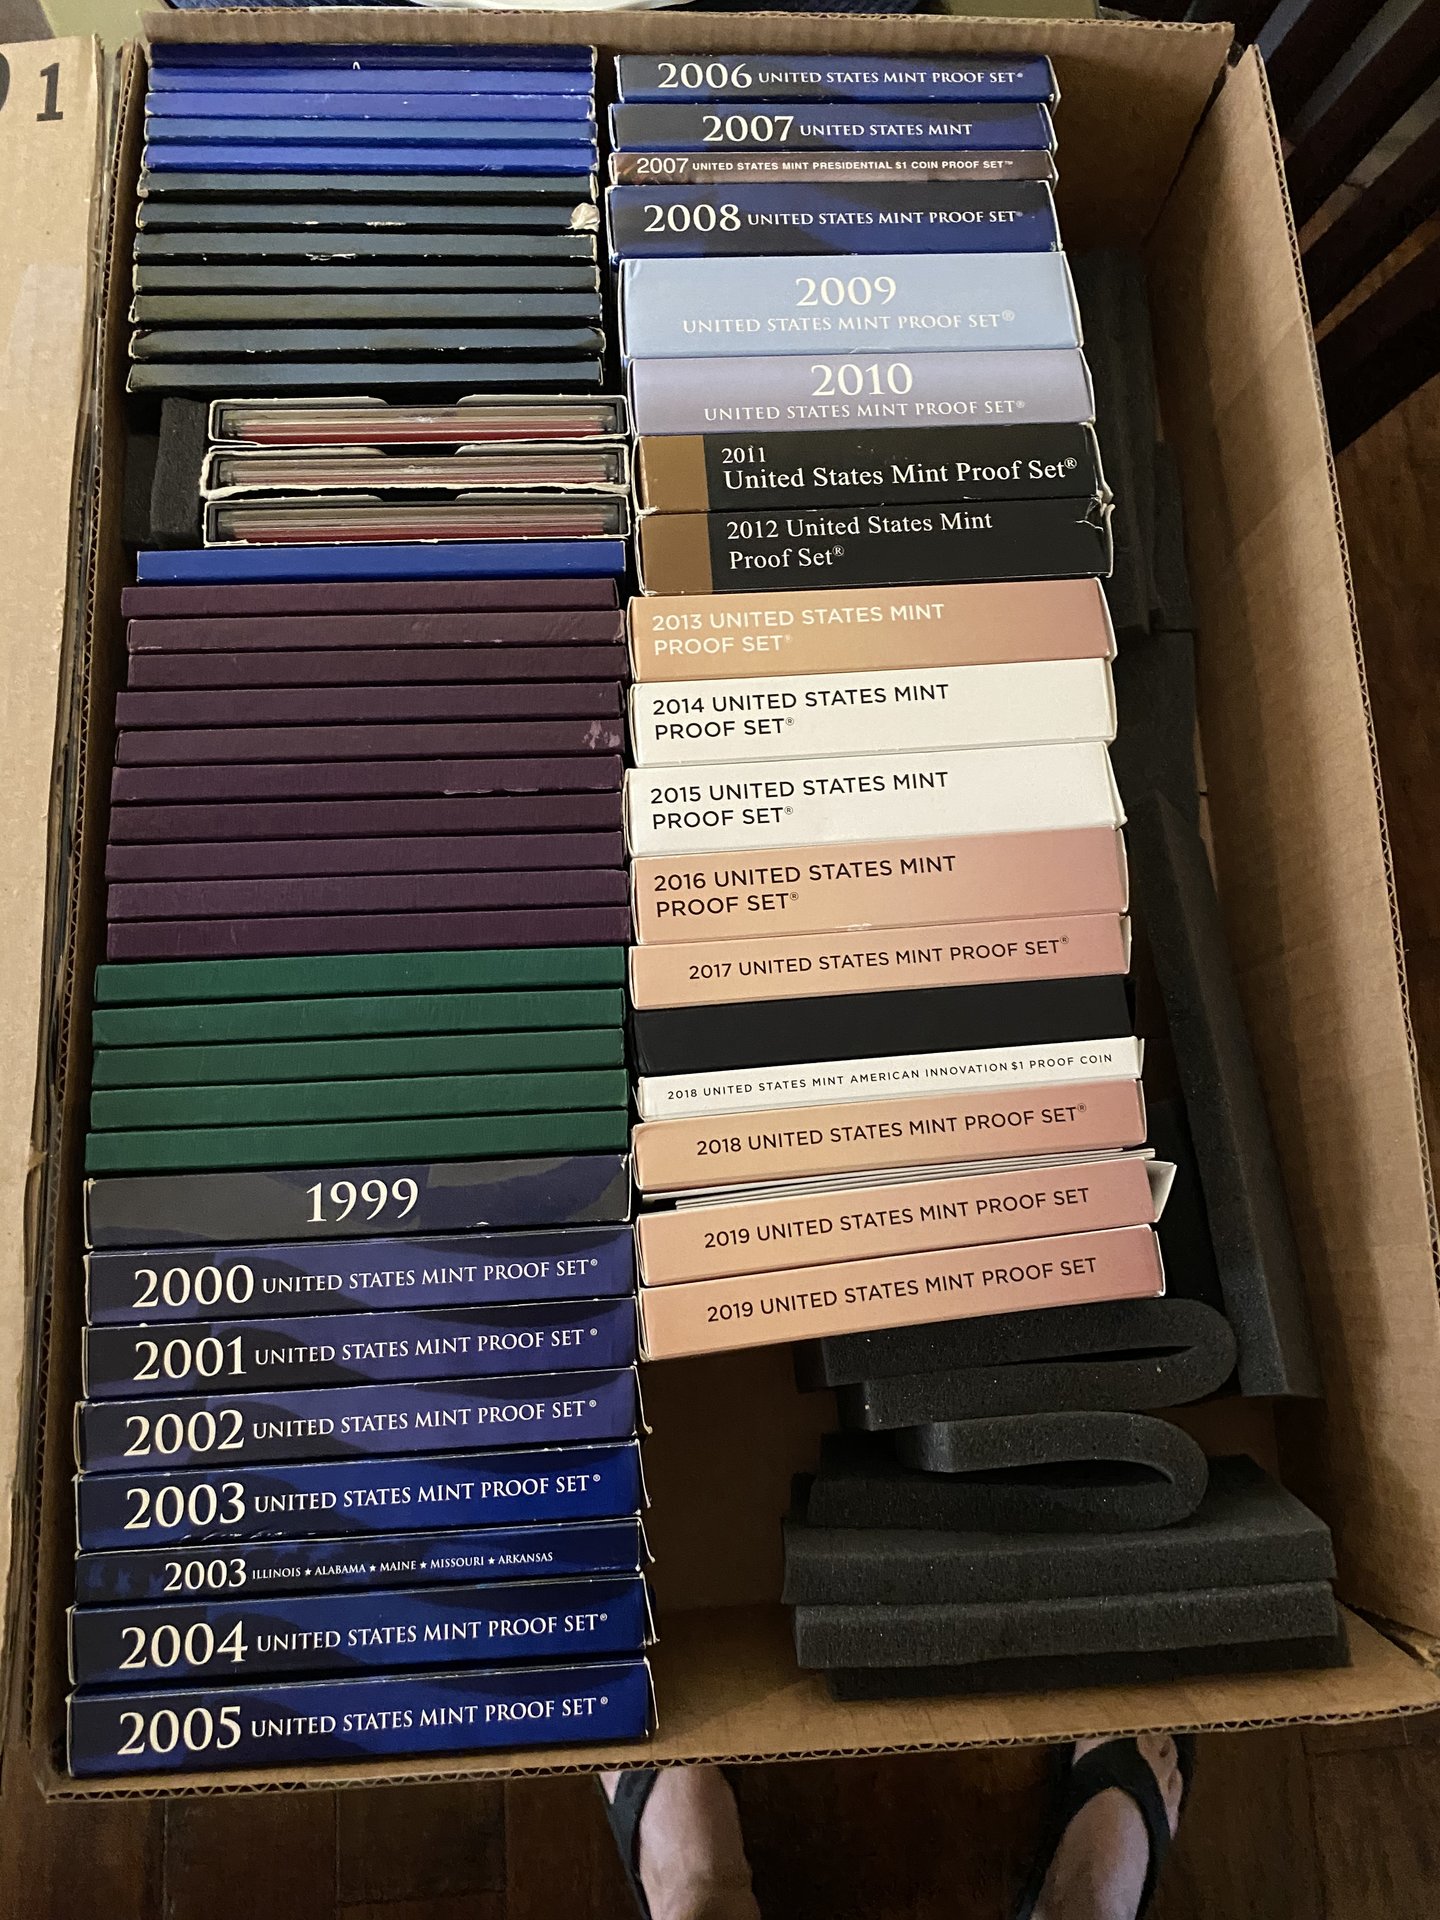 1
1999
2000 UNITED STATES MINT PROOF SET®
2001 UNITED STATES MINT PROOF SET®
2002 UNITED STATES MINT PROOF SET®
2003 UNITED STATES MINT PROOF SET®
2003 ILLINOIS ★ ALABAMA ★ MAINE ★ MISSOURI ★ ARKANSAS
2004 UNITED STATES MINT PROOF SET®
2005 UNITED STATES MINT PROOF SET®
2006 UNITED STATES MINT PROOF SET®
2007 UNITED STATES MINT
2007 UNITED STATES MINT PRESIDENTIAL $1 COIN PROOF SET™
2008 UNITED STATES MINT PROOF SET®
2009
UNITED STATES MINT PROOF SET®
2010
UNITED STATES MINT PROOF SET®
2011
United States Mint Proof Set®
2012 United States Mint
Proof Set®
2013 UNITED STATES MINT
PROOF SET®
2014 UNITED STATES MINT
PROOF SET®
2015 UNITED STATES MINT
PROOF SET®
2016 UNITED STATES MINT
PROOF SET®
2017 UNITED STATES MINT PROOF SET®
2018 UNITED STATES MINT AMERICAN INNOVATION $1 PROOF COIN
2018 UNITED STATES MINT PROOF SET®
2019 UNITED STATES MINT PROOF SET
2019 UNITED STATES MINT PROOF SET